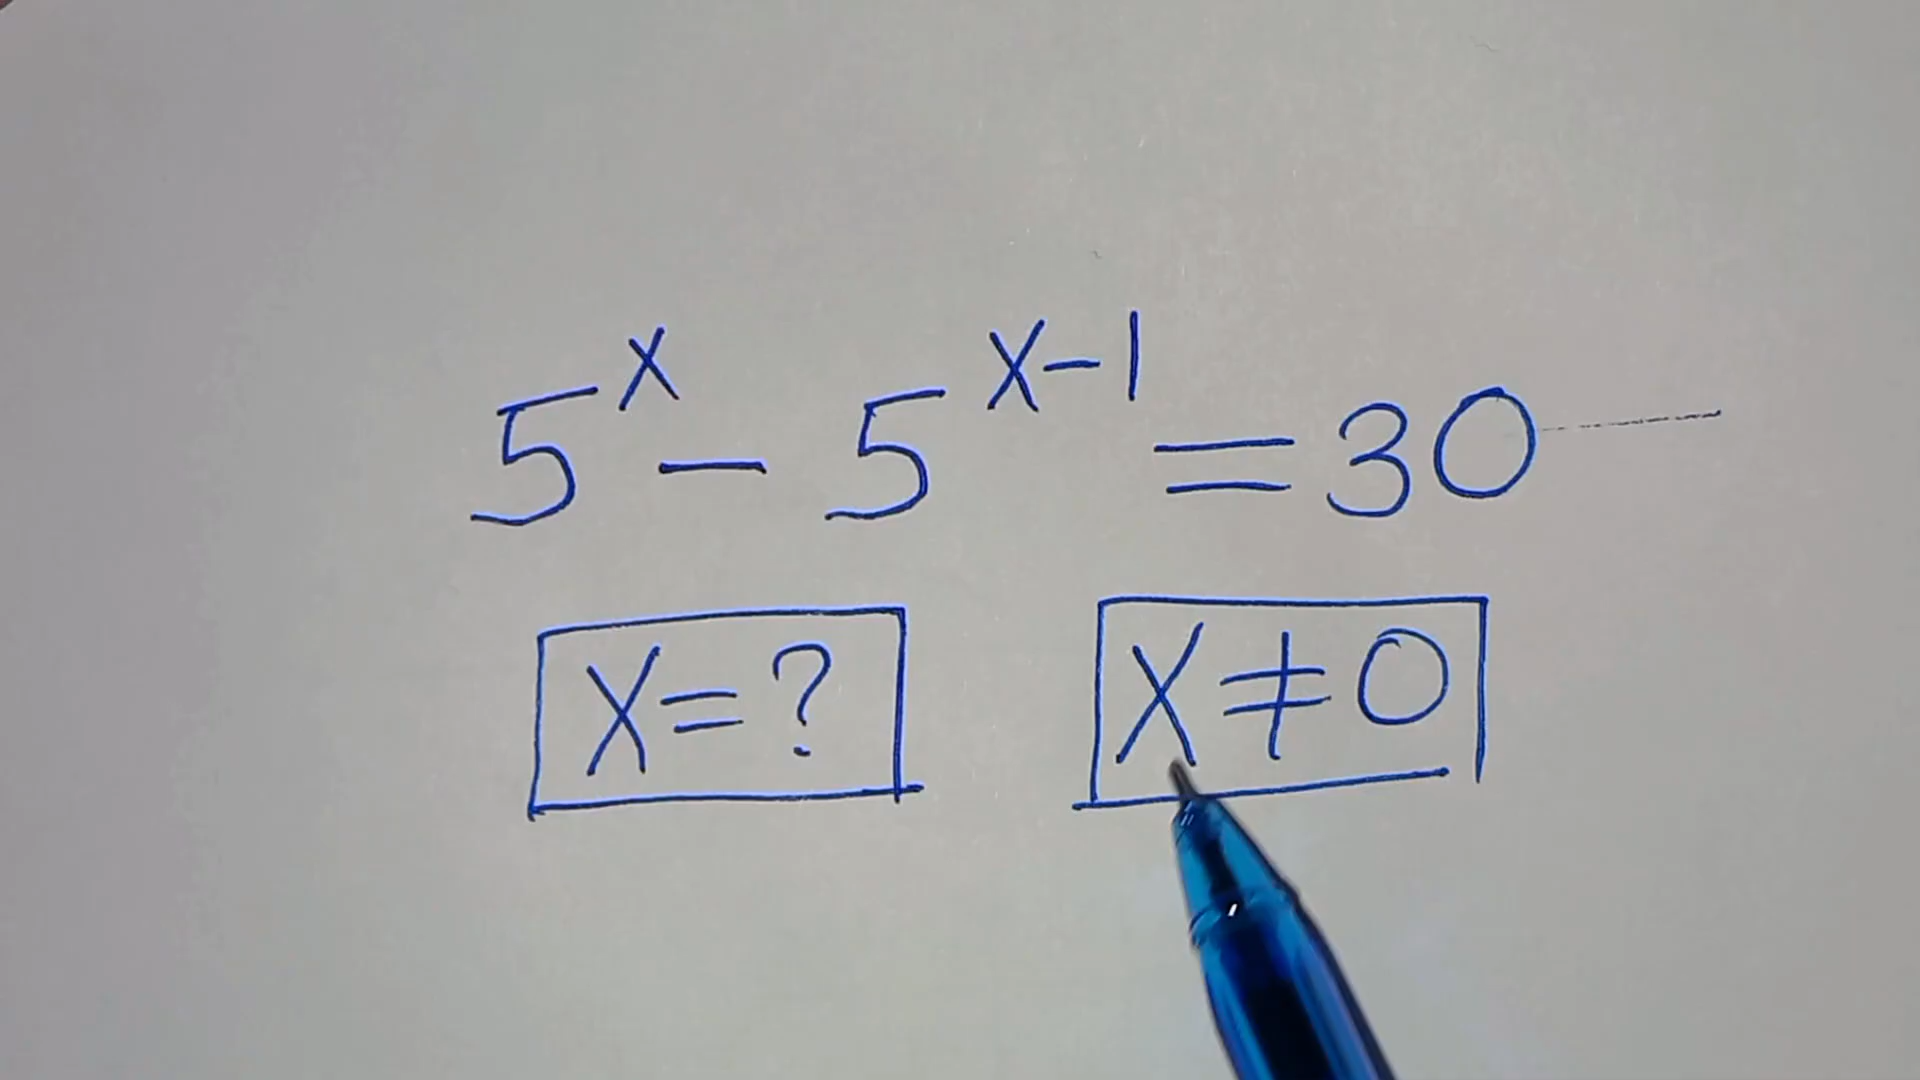 5^x - 5^{x-1} = 30
x = ? x ≠ 0